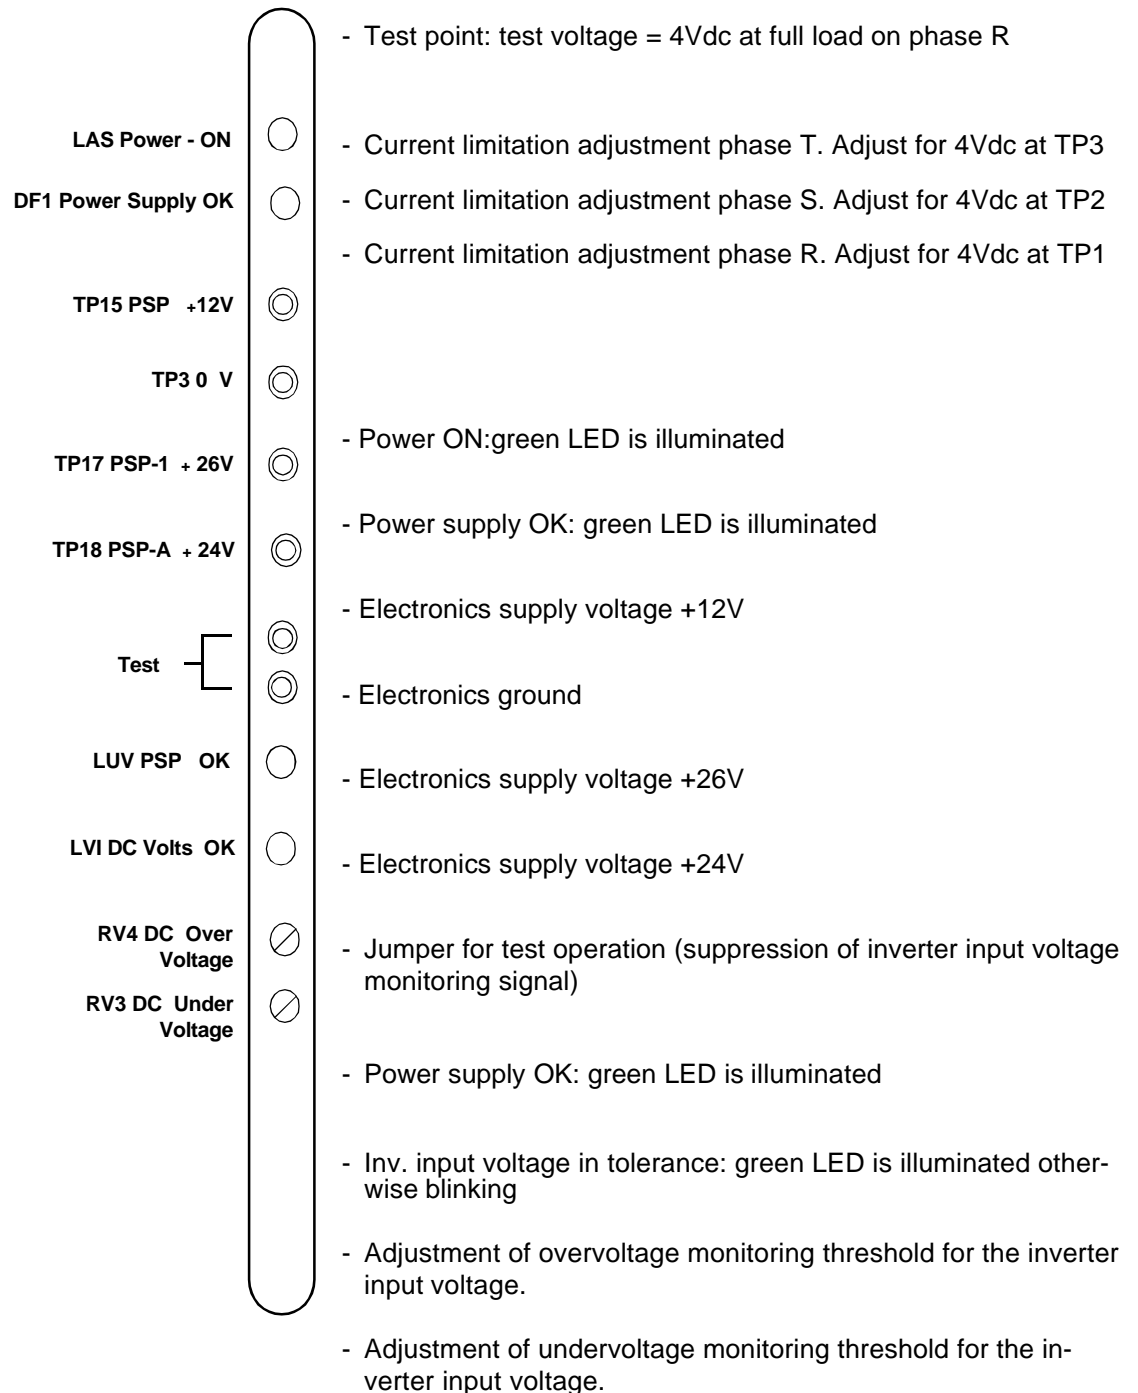 - Test point: test voltage = 4Vdc at full load on phase R
LAS Power - ON
- Current limitation adjustment phase T. Adjust for 4Vdc at TP3
DF1 Power Supply OK
- Current limitation adjustment phase S. Adjust for 4Vdc at TP2
- Current limitation adjustment phase R. Adjust for 4Vdc at TP1
TP15 PSP +12V
TP3 0 V
- Power ON:green LED is illuminated
TP17 PSP-1 + 26V
- Power supply OK: green LED is illuminated
TP18 PSP-A + 24V
- Electronics supply voltage +12V
Test
- Electronics ground
LUV PSP OK
- Electronics supply voltage +26V
LVI DC Volts OK
- Electronics supply voltage +24V
RV4 DC Over
Voltage
- Jumper for test operation (suppression of inverter input voltage
monitoring signal)
RV3 DC Under
Voltage
- Power supply OK: green LED is illuminated
- Inv. input voltage in tolerance: green LED is illuminated other-
wise blinking
- Adjustment of overvoltage monitoring threshold for the inverter
input voltage.
- Adjustment of undervoltage monitoring threshold for the in-
verter input voltage.